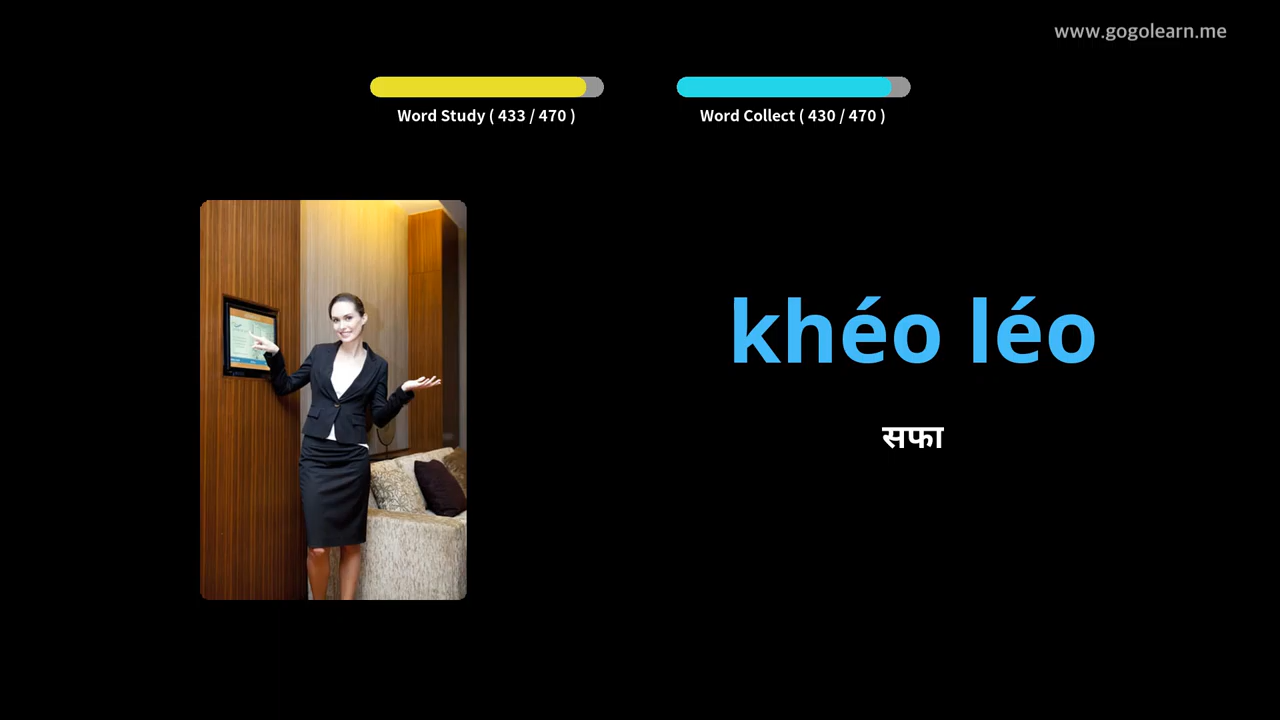 www.gogolearn.me
Word Study ( 433 / 470 )
Word Collect ( 430 / 470 )
khéo léo
सफा